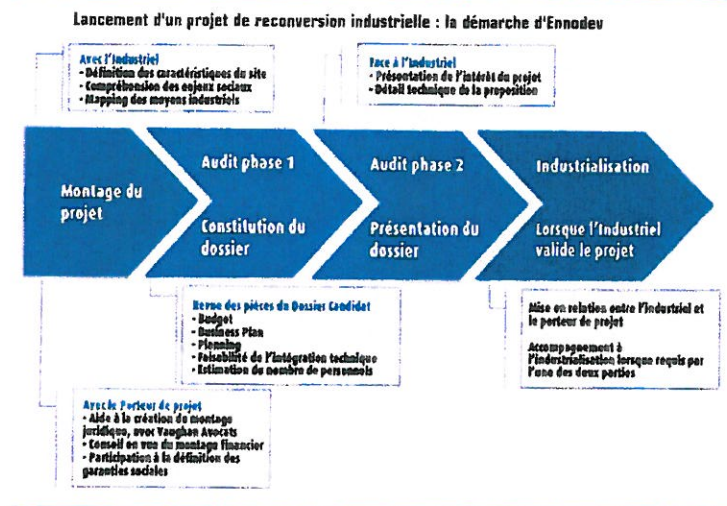 Lancement d'un projet de reconversion industrielle : la démarche d'Ennodev
Avec l'Industriel
- Définition des caractéristiques du site
- Compréhension des enjeux sociaux
- Mapping des moyens industriels
Face à l'Industriel
- Présentation de l'intérêt du projet
- Détail technique de la proposition
Montage du
projet
Audit phase 1
Constitution du
dossier
Audit phase 2
Présentation du
dossier
Industrialisation
Lorsque l'Industriel
valide le projet
Revue des pièces du Dossier Candidat
- Budget
- Business Plan
- Planning
- Faisabilité de l'intégration technique
- Estimation du nombre de personnels
Mise en relation entre l'industriel et
le porteur de projet
Accompagnement à
l'industrialisation lorsque requis par
l'une des deux parties
Avec le Porteur de projet
- Aide à la création du montage
juridique, avec Vaughan Avocats
- Conseil en vue du montage financier
- Participation à la définition des
garanties sociales